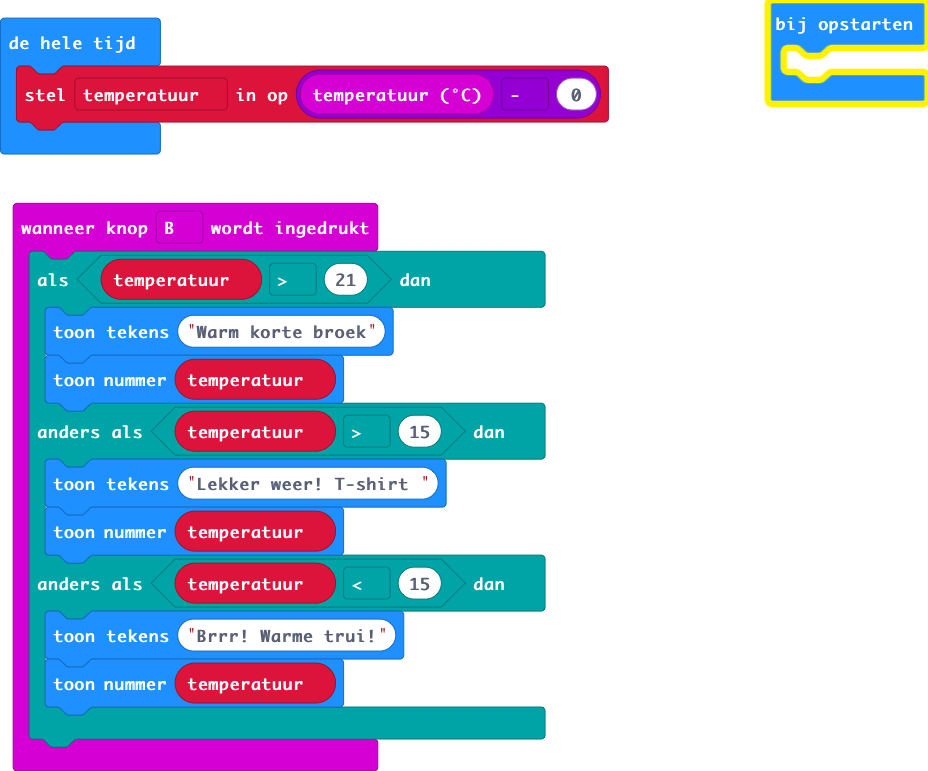 de hele tijd
stel temperatuur in op temperatuur (°C) - 0
bij opstarten
wanneer knop B wordt ingedrukt
als temperatuur > 21 dan
toon tekens "Warm korte broek"
toon nummer temperatuur
anders als temperatuur > 15 dan
toon tekens "Lekker weer! T-shirt "
toon nummer temperatuur
anders als temperatuur < 15 dan
toon tekens "Brrr! Warme trui!"
toon nummer temperatuur